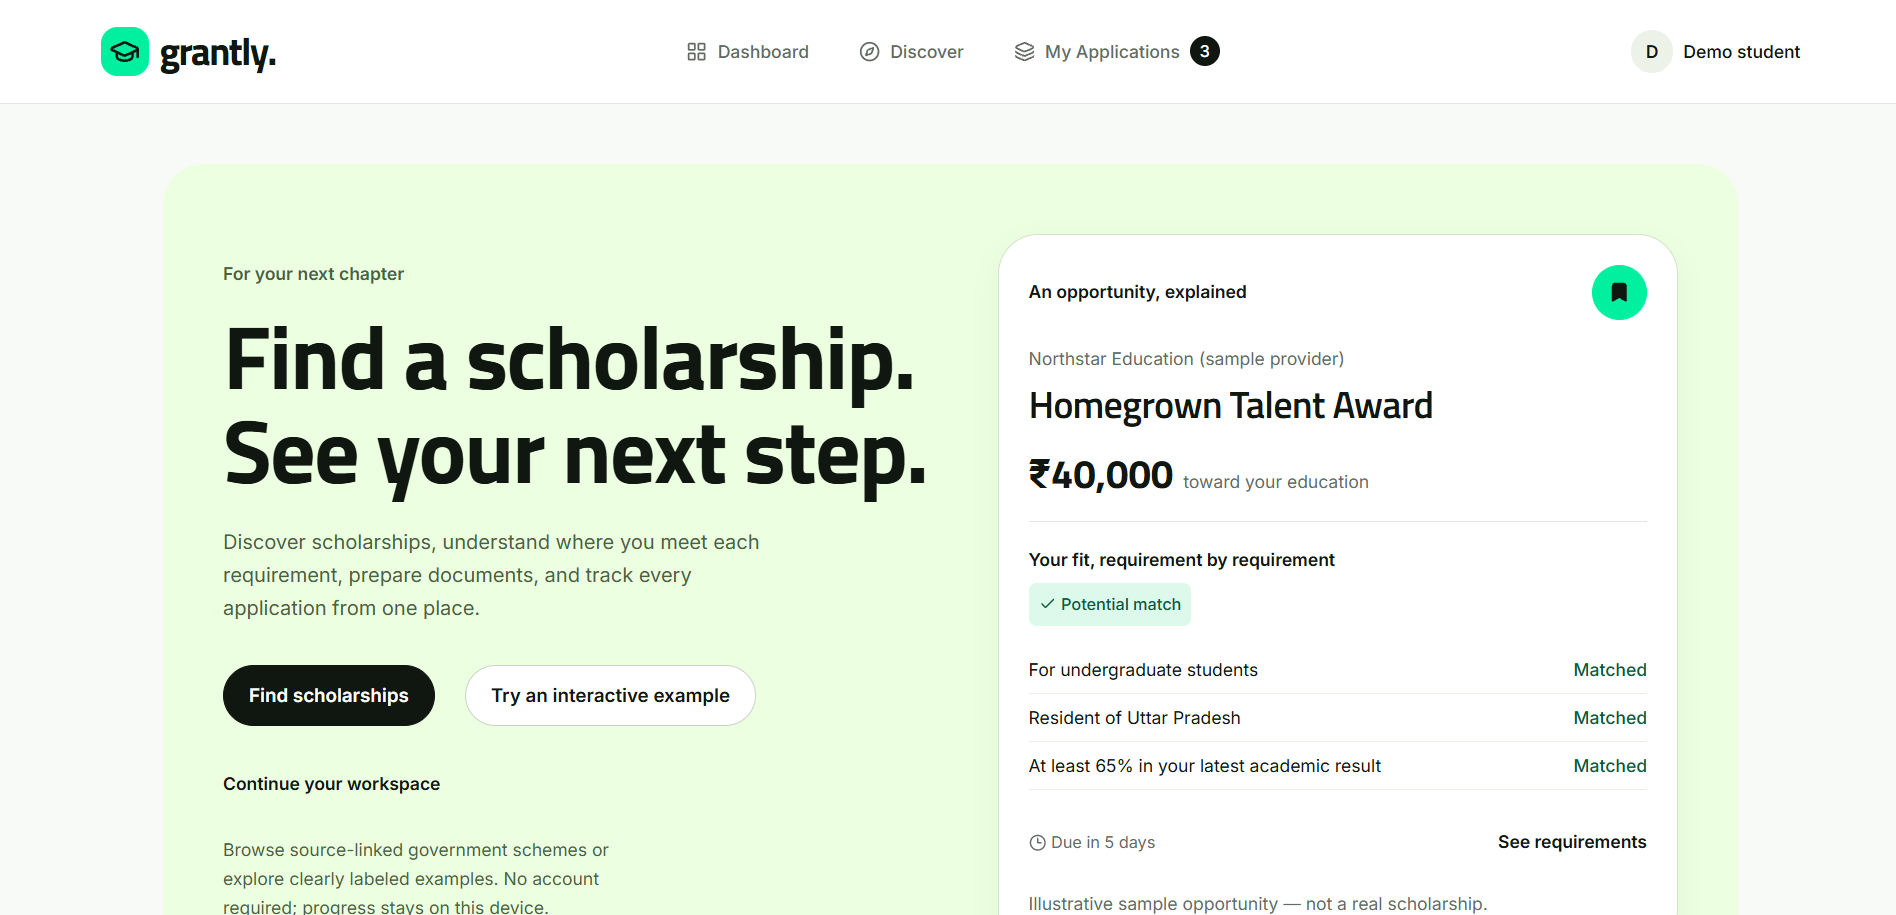 grantly.
Dashboard
Discover
My Applications 3
D Demo student
For your next chapter
Find a scholarship.
See your next step.
Discover scholarships, understand where you meet each
requirement, prepare documents, and track every
application from one place.
Find scholarships
Try an interactive example
Continue your workspace
Browse source-linked government schemes or
explore clearly labeled examples. No account
required; progress stays on this device.
An opportunity, explained
Northstar Education (sample provider)
Homegrown Talent Award
₹40,000 toward your education
Your fit, requirement by requirement
Potential match
For undergraduate students Matched
Resident of Uttar Pradesh Matched
At least 65% in your latest academic result Matched
Due in 5 days See requirements
Illustrative sample opportunity — not a real scholarship.